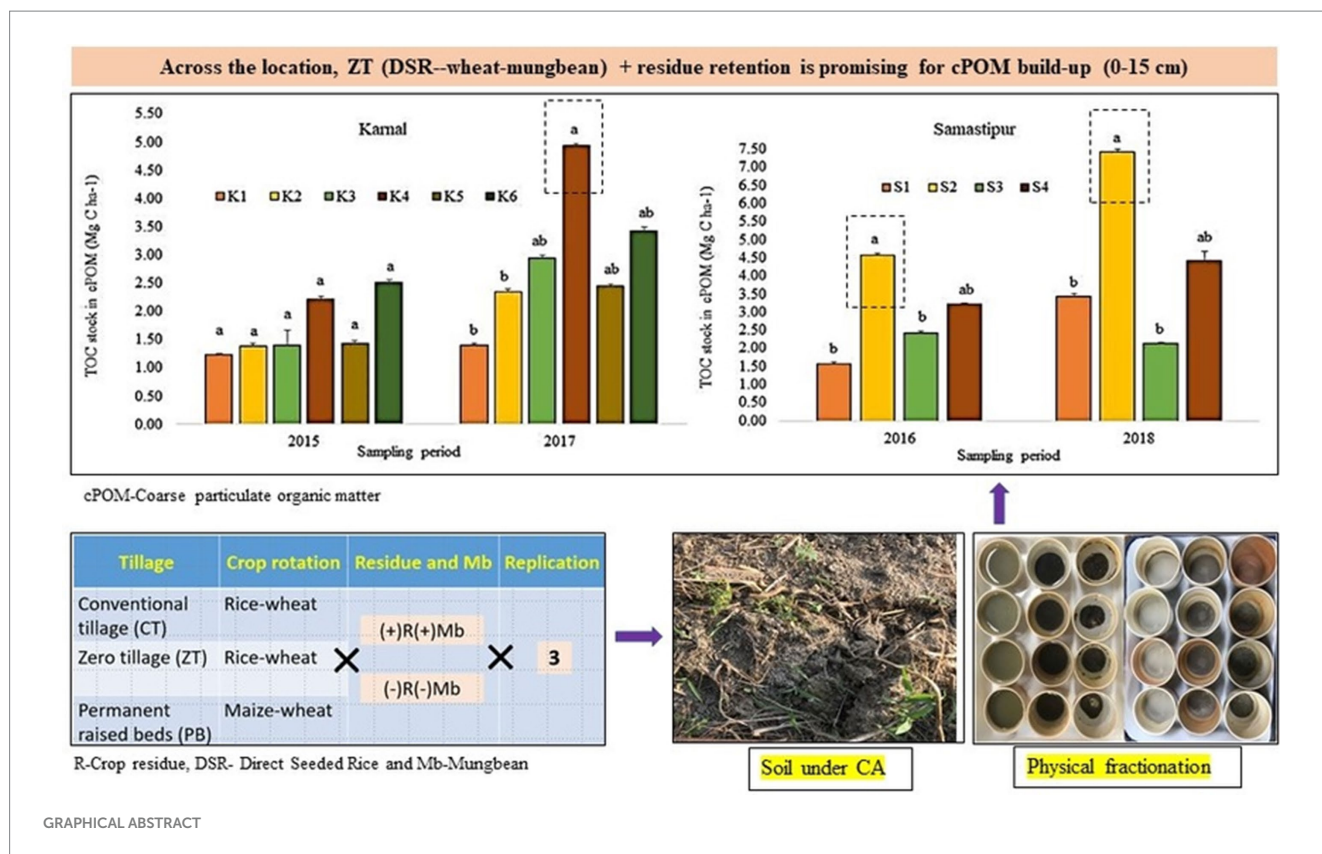 Across the location, ZT (DSR--wheat-mungbean) + residue retention is promising for cPOM build-up (0-15 cm)
Karnal
TOC stock in cPOM (Mg C ha-1)
5.50
5.00
4.50
4.00
3.50
3.00
2.50
2.00
1.50
1.00
0.50
0.00
K1 K2 K3 K4 K5 K6
a a a a a a
b b ab a ab ab
2015 2017
Sampling period
Samastipur
TOC stock in cPOM (Mg C ha-1)
7.50
7.00
6.50
6.00
5.50
5.00
4.50
4.00
3.50
3.00
2.50
2.00
1.50
1.00
0.50
0.00
S1 S2 S3 S4
b a b ab
b a b ab
2016 2018
Sampling period
cPOM-Coarse particulate organic matter
Tillage Crop rotation Residue and Mb Replication
Conventional
tillage (CT)
Rice-wheat
(+)R(+)Mb
Zero tillage (ZT) Rice-wheat
3
(-)R(-)Mb
Permanent
raised beds (PB)
Maize-wheat
R-Crop residue, DSR- Direct Seeded Rice and Mb-Mungbean
Soil under CA
Physical fractionation
GRAPHICAL ABSTRACT